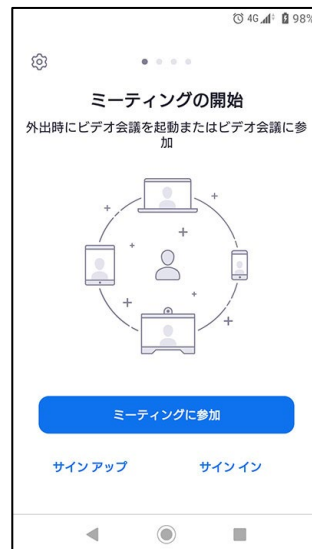 4G 98%
ミーティングの開始
外出時にビデオ会議を起動またはビデオ会議に参
加
ミーティングに参加
サイン アップ
サイン イン